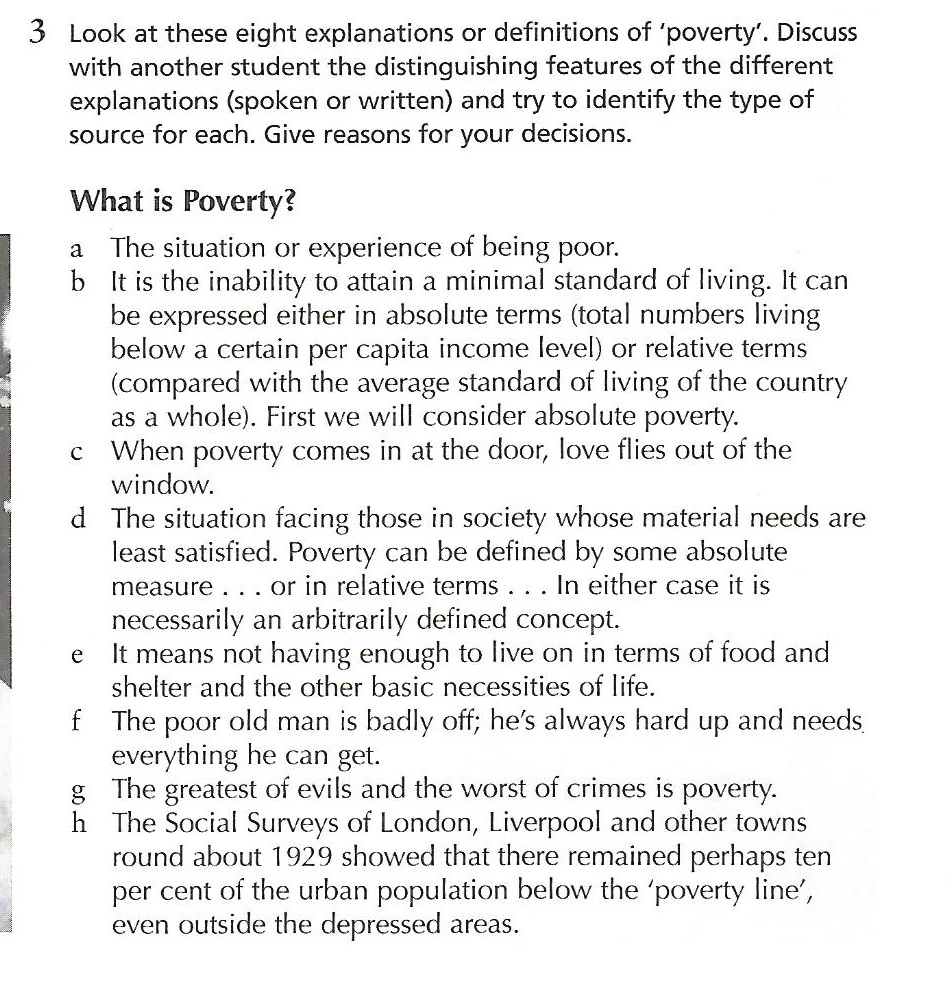 3 Look at these eight explanations or definitions of 'poverty'. Discuss
with another student the distinguishing features of the different
explanations (spoken or written) and try to identify the type of
source for each. Give reasons for your decisions.
What is Poverty?
a The situation or experience of being poor.
b It is the inability to attain a minimal standard of living. It can
be expressed either in absolute terms (total numbers living
below a certain per capita income level) or relative terms
(compared with the average standard of living of the country
as a whole). First we will consider absolute poverty.
c When poverty comes in at the door, love flies out of the
window.
d The situation facing those in society whose material needs are
least satisfied. Poverty can be defined by some absolute
measure . . . or in relative terms . . . In either case it is
necessarily an arbitrarily defined concept.
e It means not having enough to live on in terms of food and
shelter and the other basic necessities of life.
f The poor old man is badly off; he's always hard up and needs
everything he can get.
g The greatest of evils and the worst of crimes is poverty.
h The Social Surveys of London, Liverpool and other towns
round about 1929 showed that there remained perhaps ten
per cent of the urban population below the 'poverty line',
even outside the depressed areas.